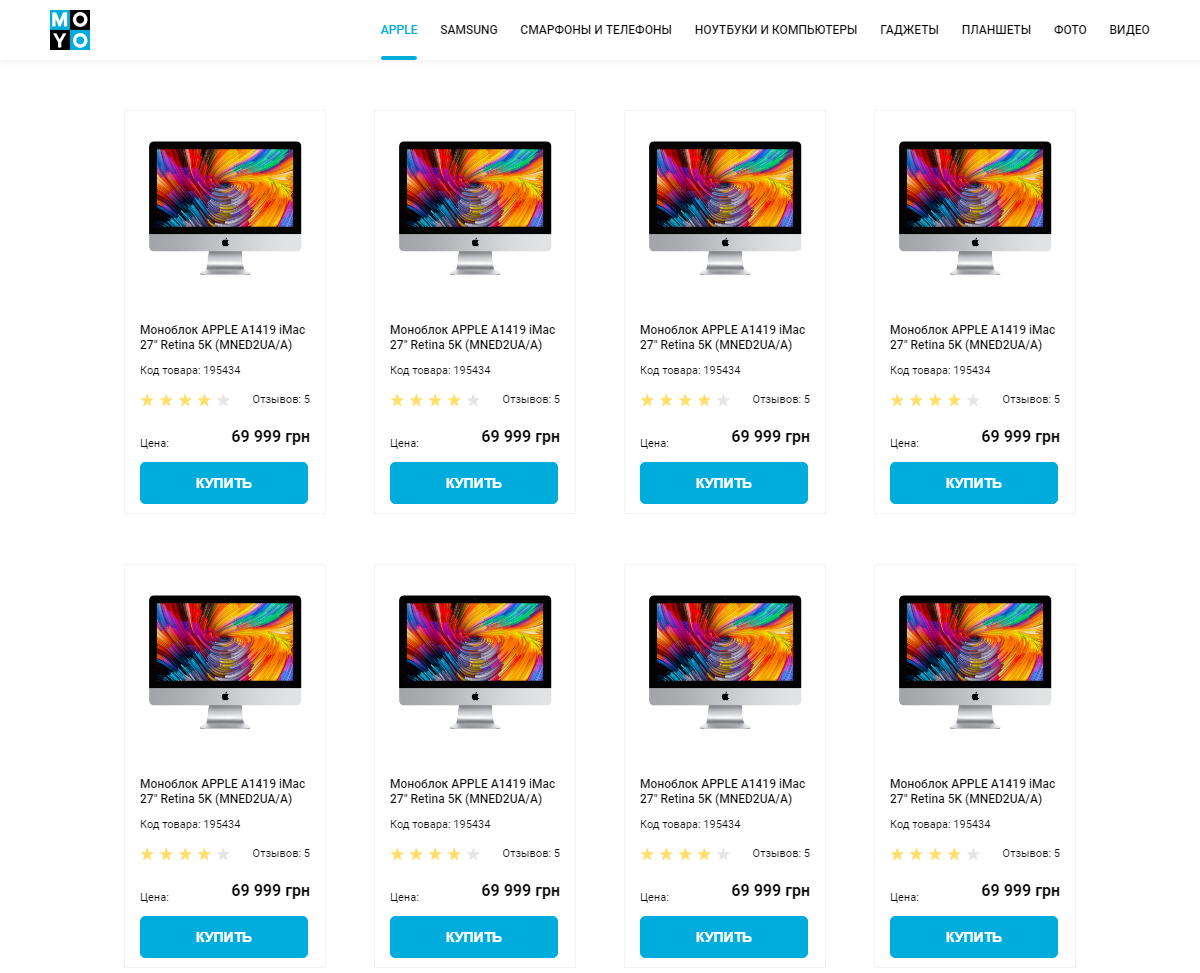 MO
YO
APPLE SAMSUNG СМАРФОНЫ И ТЕЛЕФОНЫ НОУТБУКИ И КОМПЬЮТЕРЫ ГАДЖЕТЫ ПЛАНШЕТЫ ФОТО ВИДЕО
Моноблок APPLE A1419 iMac
27" Retina 5K (MNED2UA/A)
Код товара: 195434
Отзывов: 5
Цена: 69 999 грн
КУПИТЬ
Моноблок APPLE A1419 iMac
27" Retina 5K (MNED2UA/A)
Код товара: 195434
Отзывов: 5
Цена: 69 999 грн
КУПИТЬ
Моноблок APPLE A1419 iMac
27" Retina 5K (MNED2UA/A)
Код товара: 195434
Отзывов: 5
Цена: 69 999 грн
КУПИТЬ
Моноблок APPLE A1419 iMac
27" Retina 5K (MNED2UA/A)
Код товара: 195434
Отзывов: 5
Цена: 69 999 грн
КУПИТЬ
Моноблок APPLE A1419 iMac
27" Retina 5K (MNED2UA/A)
Код товара: 195434
Отзывов: 5
Цена: 69 999 грн
КУПИТЬ
Моноблок APPLE A1419 iMac
27" Retina 5K (MNED2UA/A)
Код товара: 195434
Отзывов: 5
Цена: 69 999 грн
КУПИТЬ
Моноблок APPLE A1419 iMac
27" Retina 5K (MNED2UA/A)
Код товара: 195434
Отзывов: 5
Цена: 69 999 грн
КУПИТЬ
Моноблок APPLE A1419 iMac
27" Retina 5K (MNED2UA/A)
Код товара: 195434
Отзывов: 5
Цена: 69 999 грн
КУПИТЬ